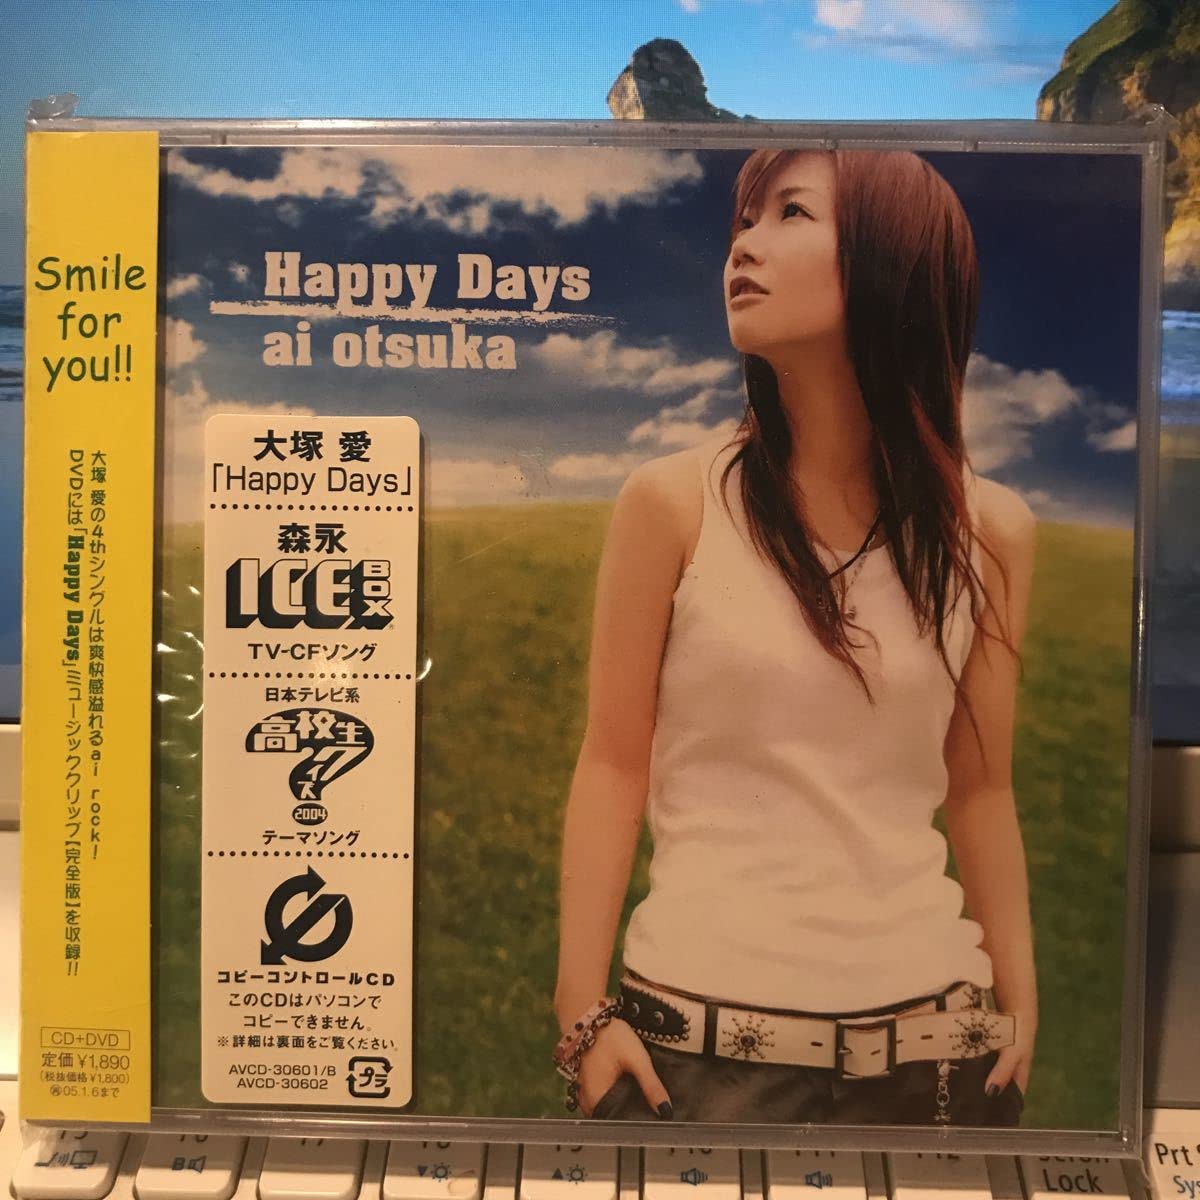 Smile
for
you!!
大塚 愛の4thシングルは爽快感溢れるai rock!
DVDには「Happy Days」ミュージッククリップ【完全版】を収録!!
CD+DVD
定価 ¥1,890
(税抜価格¥1,800)
05.1.6まで
Happy Days
ai otsuka
大塚 愛
「Happy Days」
森永
ICE BOX
TV-CFソング
日本テレビ系
高校生
クイズ
2004
テーマソング
コピーコントロールCD
このCDはパソコンで
コピーできません。
※詳細は裏面をご覧ください。
AVCD-30601/B
AVCD-30602
プラ
F12
Scroll
Lock
Prt